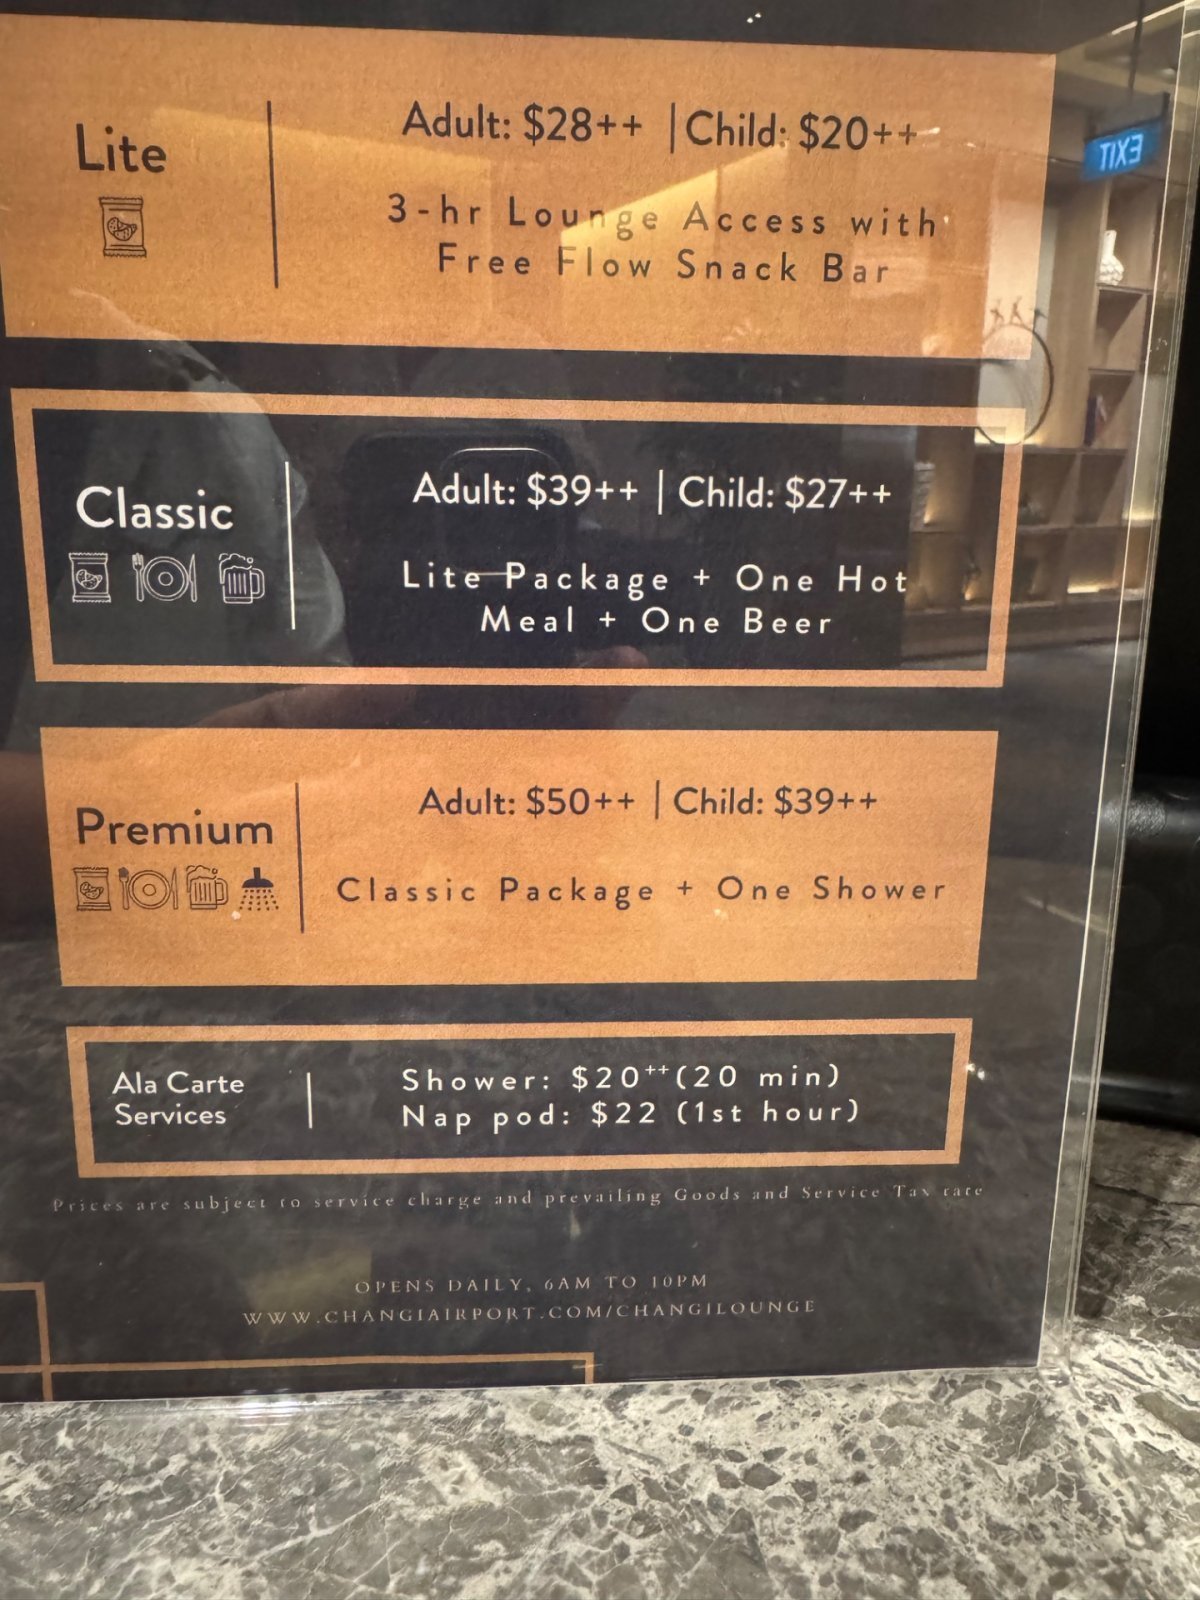 Lite
Adult: $28++ | Child: $20++
3-hr Lounge Access with
Free Flow Snack Bar
EXIT
Classic
Adult: $39++ | Child: $27++
Lite Package + One Hot
Meal + One Beer
Premium
Adult: $50++ | Child: $39++
Classic Package + One Shower
Ala Carte
Services
Shower: $20++(20 min)
Nap pod: $22 (1st hour)
Prices are subject to service charge and prevailing Goods and Service Tax rate
OPENS DAILY, 6AM TO 10PM
WWW.CHANGIAIRPORT.COM/CHANGILOUNGE